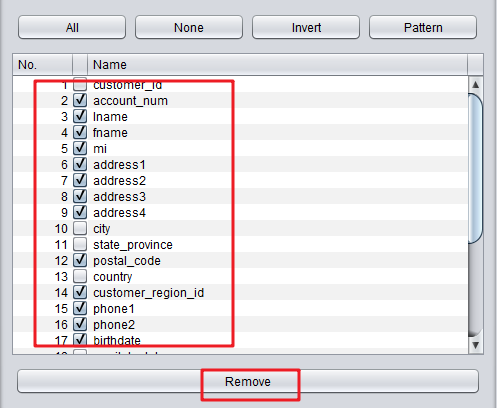 All None Invert Pattern
No. Name
1 customer_id
2 account_num
3 lname
4 fname
5 mi
6 address1
7 address2
8 address3
9 address4
10 city
11 state_province
12 postal_code
13 country
14 customer_region_id
15 phone1
16 phone2
17 birthdate
Remove